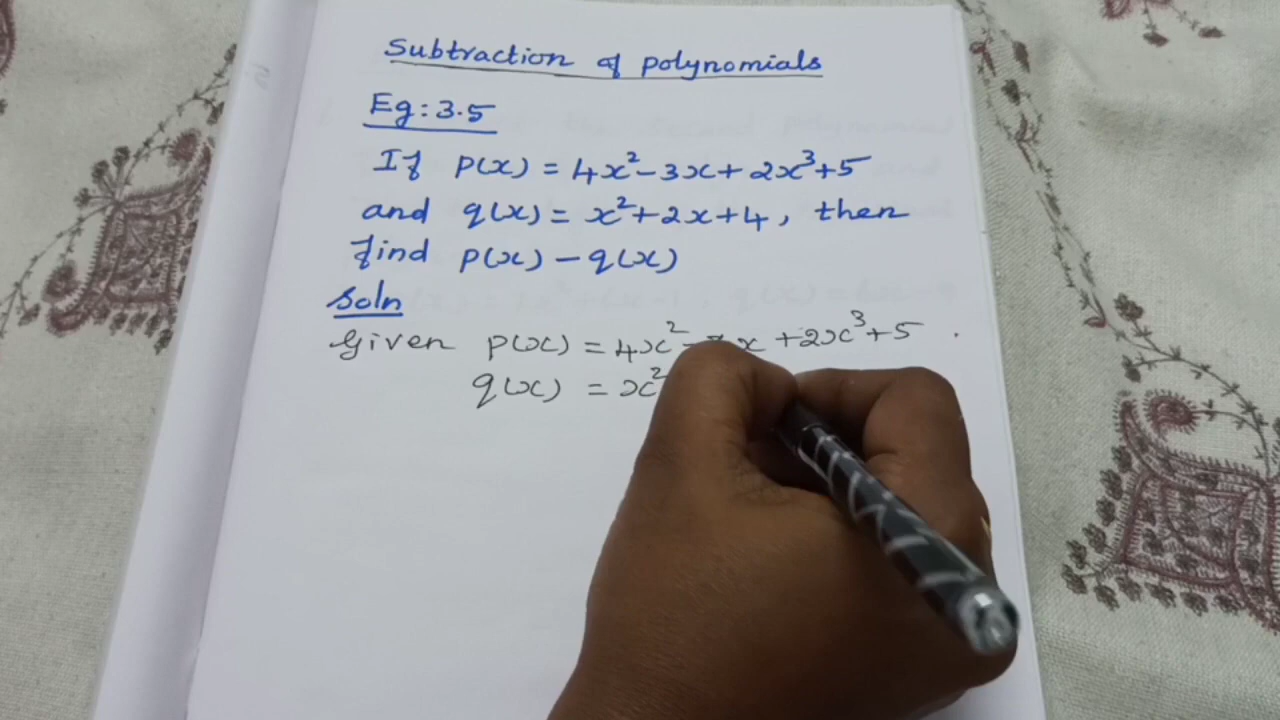 Subtraction of polynomials
Eg: 3.5
If p(x) = 4x² - 3x + 2x³ + 5
and q(x) = x² + 2x + 4, then
find p(x) - q(x)
Soln
Given p(x) = 4x² - x + 2x³ + 5 .
q(x) = x²